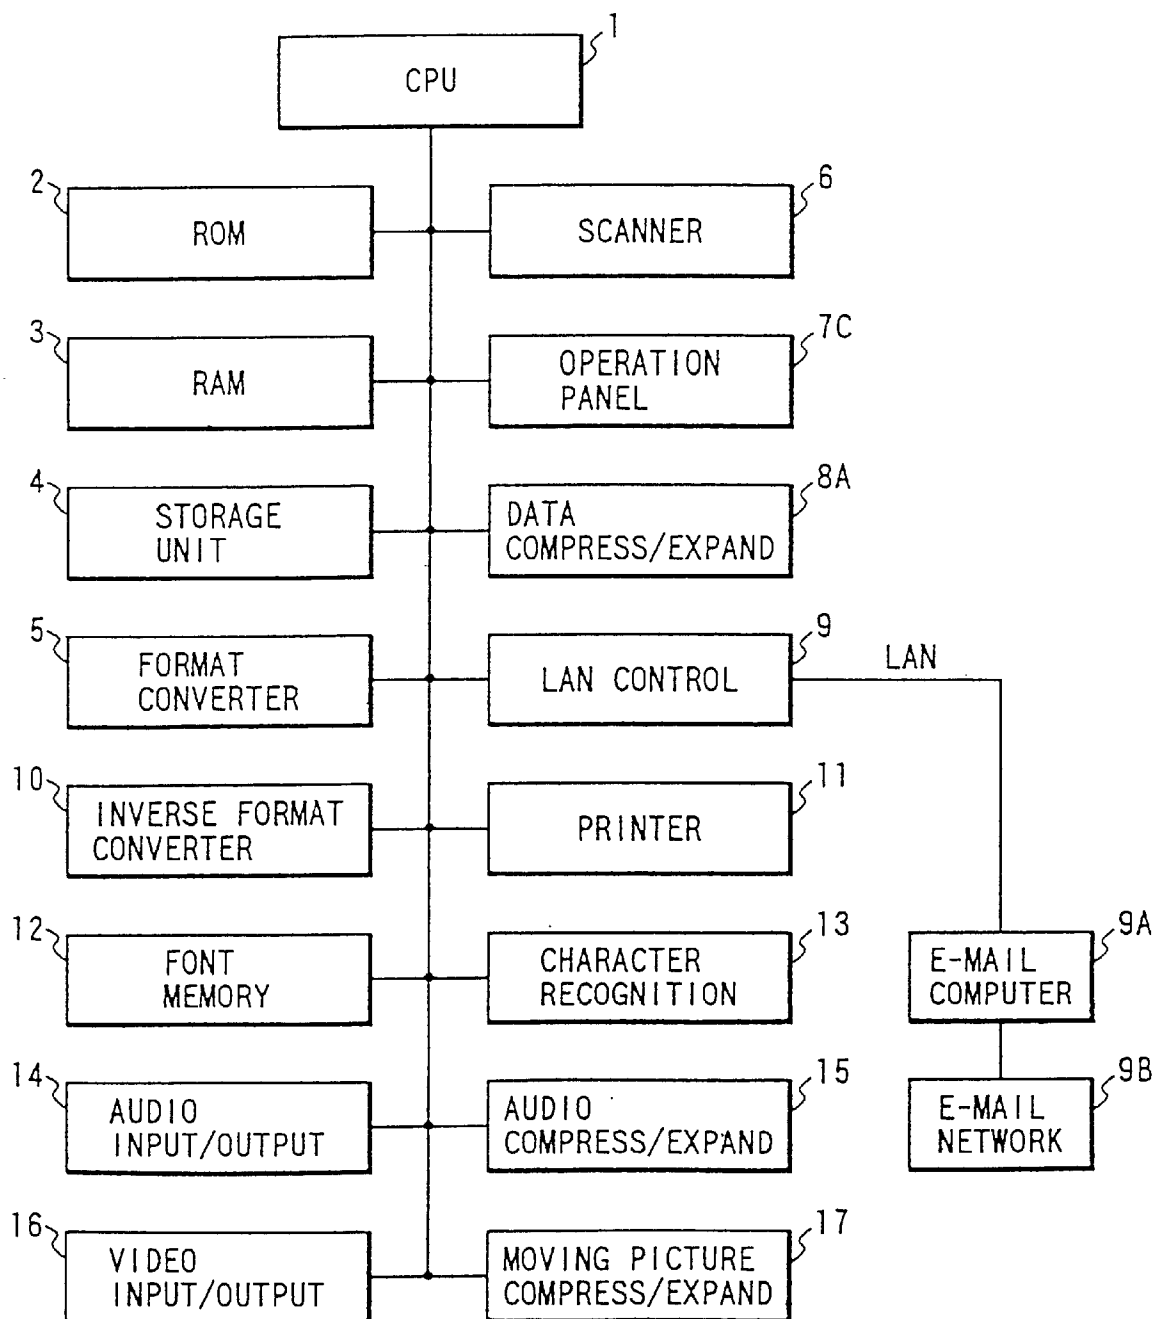 1
CPU
2
ROM
6
SCANNER
3
RAM
7C
OPERATION
PANEL
4
STORAGE
UNIT
8A
DATA
COMPRESS/EXPAND
5
FORMAT
CONVERTER
9
LAN CONTROL
LAN
10
INVERSE FORMAT
CONVERTER
11
PRINTER
12
FONT
MEMORY
13
CHARACTER
RECOGNITION
9A
E-MAIL
COMPUTER
14
AUDIO
INPUT/OUTPUT
15
AUDIO
COMPRESS/EXPAND
9B
E-MAIL
NETWORK
16
VIDEO
INPUT/OUTPUT
17
MOVING PICTURE
COMPRESS/EXPAND